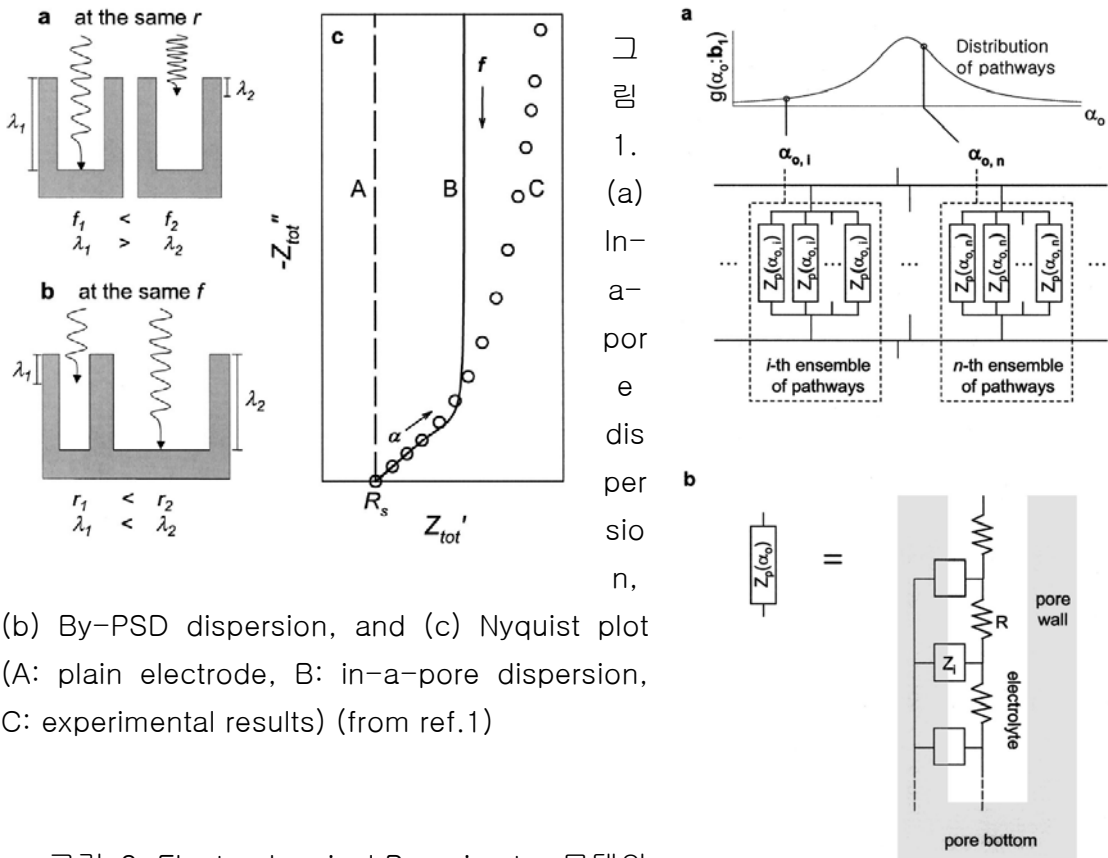 a at the same r
λ1
λ2
f1 < f2
λ1 > λ2
b at the same f
λ1
λ2
r1 < r2
λ1 < λ2
c
f
A
B
C
α
-Ztot"
Rs
Ztot'
그
림
1.
(a)
In-
a-
por
e
dis
per
sio
n,
(b) By-PSD dispersion, and (c) Nyquist plot
(A: plain electrode, B: in-a-pore dispersion,
C: experimental results) (from ref.1)
a
g(αo:b1)
Distribution
of pathways
αo
αo, i
αo, n
Zp(αo,i)
Zp(αo,i)
...
Zp(αo,i)
Zp(αo,n)
Zp(αo,n)
...
Zp(αo,n)
...
...
...
i-th ensemble
of pathways
n-th ensemble
of pathways
b
Zp(αo)
=
R
Zi
pore
wall
electrolyte
pore bottom